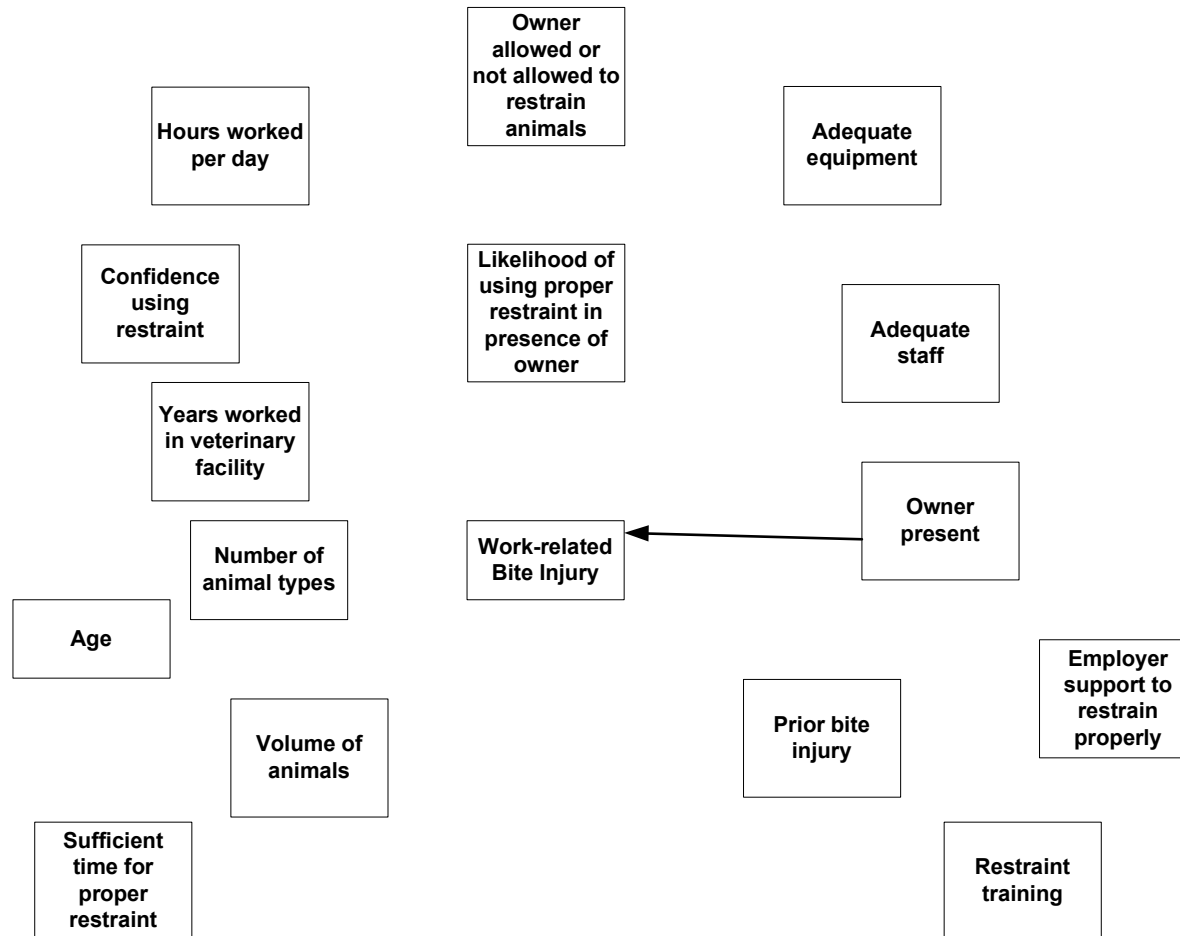 Owner
allowed or
not allowed to
restrain
animals
Hours worked
per day
Adequate
equipment
Confidence
using
restraint
Likelihood of
using proper
restraint in
presence of
owner
Adequate
staff
Years worked
in veterinary
facility
Owner
present
Number of
animal types
Work-related
Bite Injury
Age
Employer
support to
restrain
properly
Prior bite
injury
Volume of
animals
Sufficient
time for
proper
restraint
Restraint
training